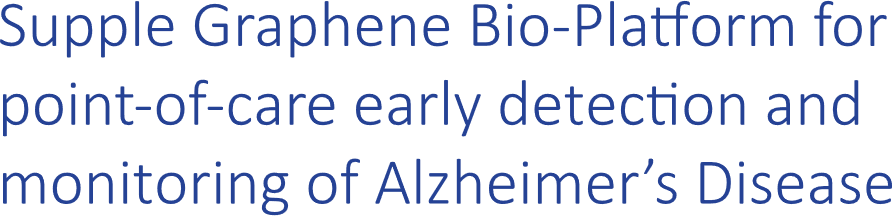 Supple Graphene Bio-Platform for
point-of-care early detection and
monitoring of Alzheimer’s Disease